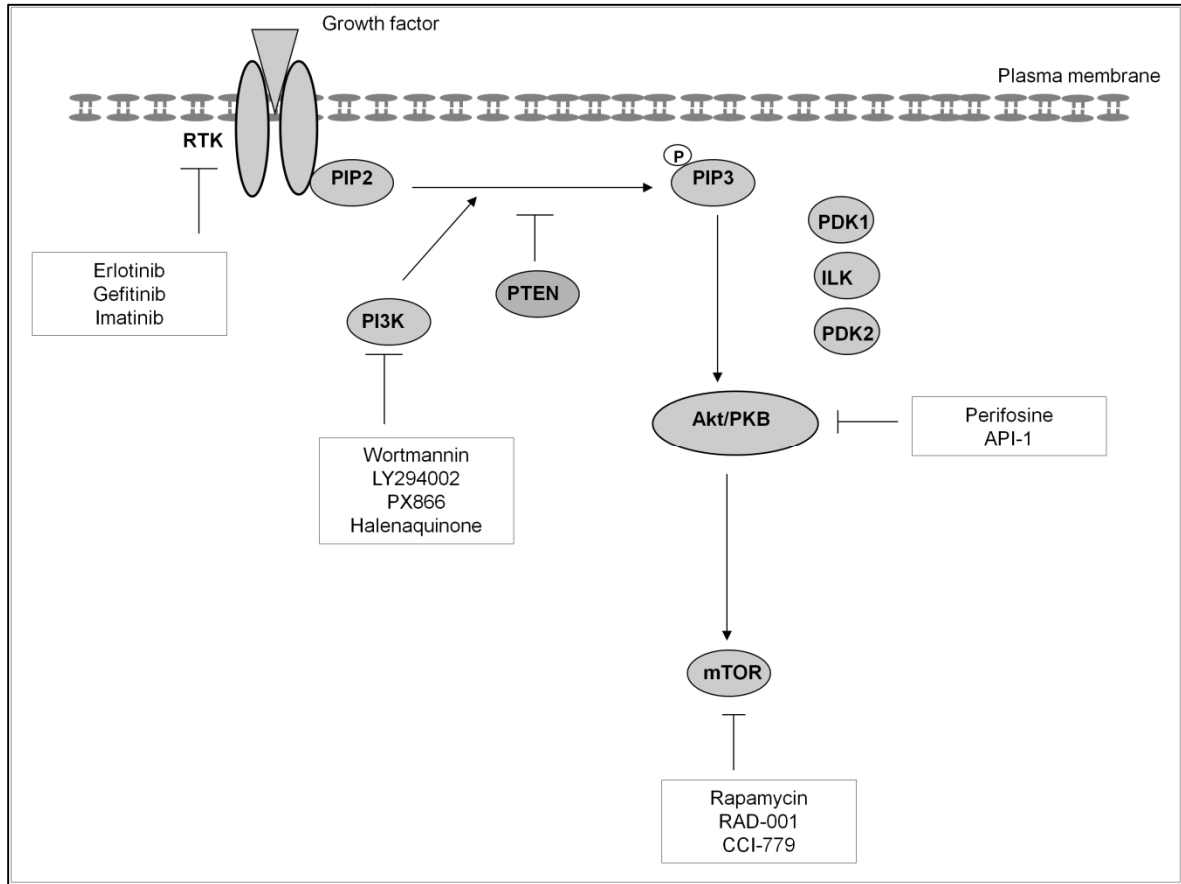 Growth factor
Plasma membrane
RTK
PIP2
P
PIP3
PDK1
ILK
PDK2
Erlotinib
Gefitinib
Imatinib
PTEN
PI3K
Akt/PKB
Perifosine
API-1
Wortmannin
LY294002
PX866
Halenaquinone
mTOR
Rapamycin
RAD-001
CCI-779